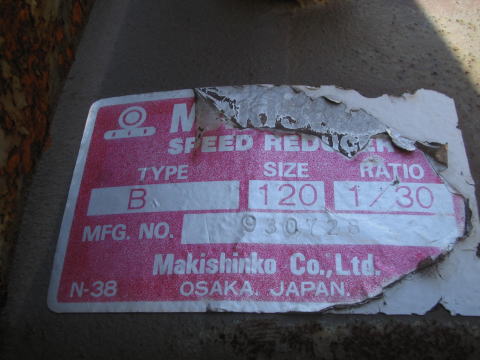 SPEED REDUCER
TYPE SIZE RATIO
B 120 1/30
MFG. NO. 930728
Makishinko Co., Ltd.
N-38 OSAKA, JAPAN.